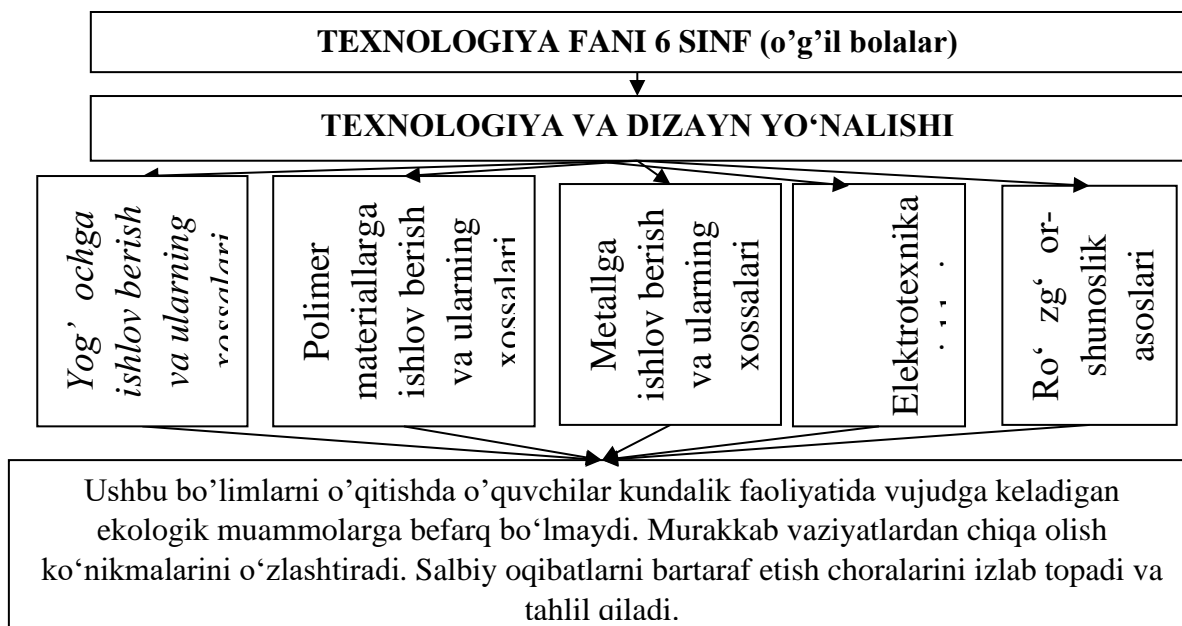 TEXNOLOGIYA FANI 6 SINF (o’g’il bolalar)
TEXNOLOGIYA VA DIZAYN YO‘NALISHI
Yog’ ochga
ishlov berish
va ularning
xossalari
Polimer
materiallarga
ishlov berish
va ularning
xossalari
Metallga
ishlov berish
va ularning
xossalari
Elektrotexnika
Ro‘ zg‘ or-
shunoslik
asoslari
Ushbu bo’limlarni o’qitishda o’quvchilar kundalik faoliyatida vujudga keladigan
ekologik muammolarga befarq bo‘lmaydi. Murakkab vaziyatlardan chiqa olish
ko‘nikmalarini o‘zlashtiradi. Salbiy oqibatlarni bartaraf etish choralarini izlab topadi va
tahlil qiladi.